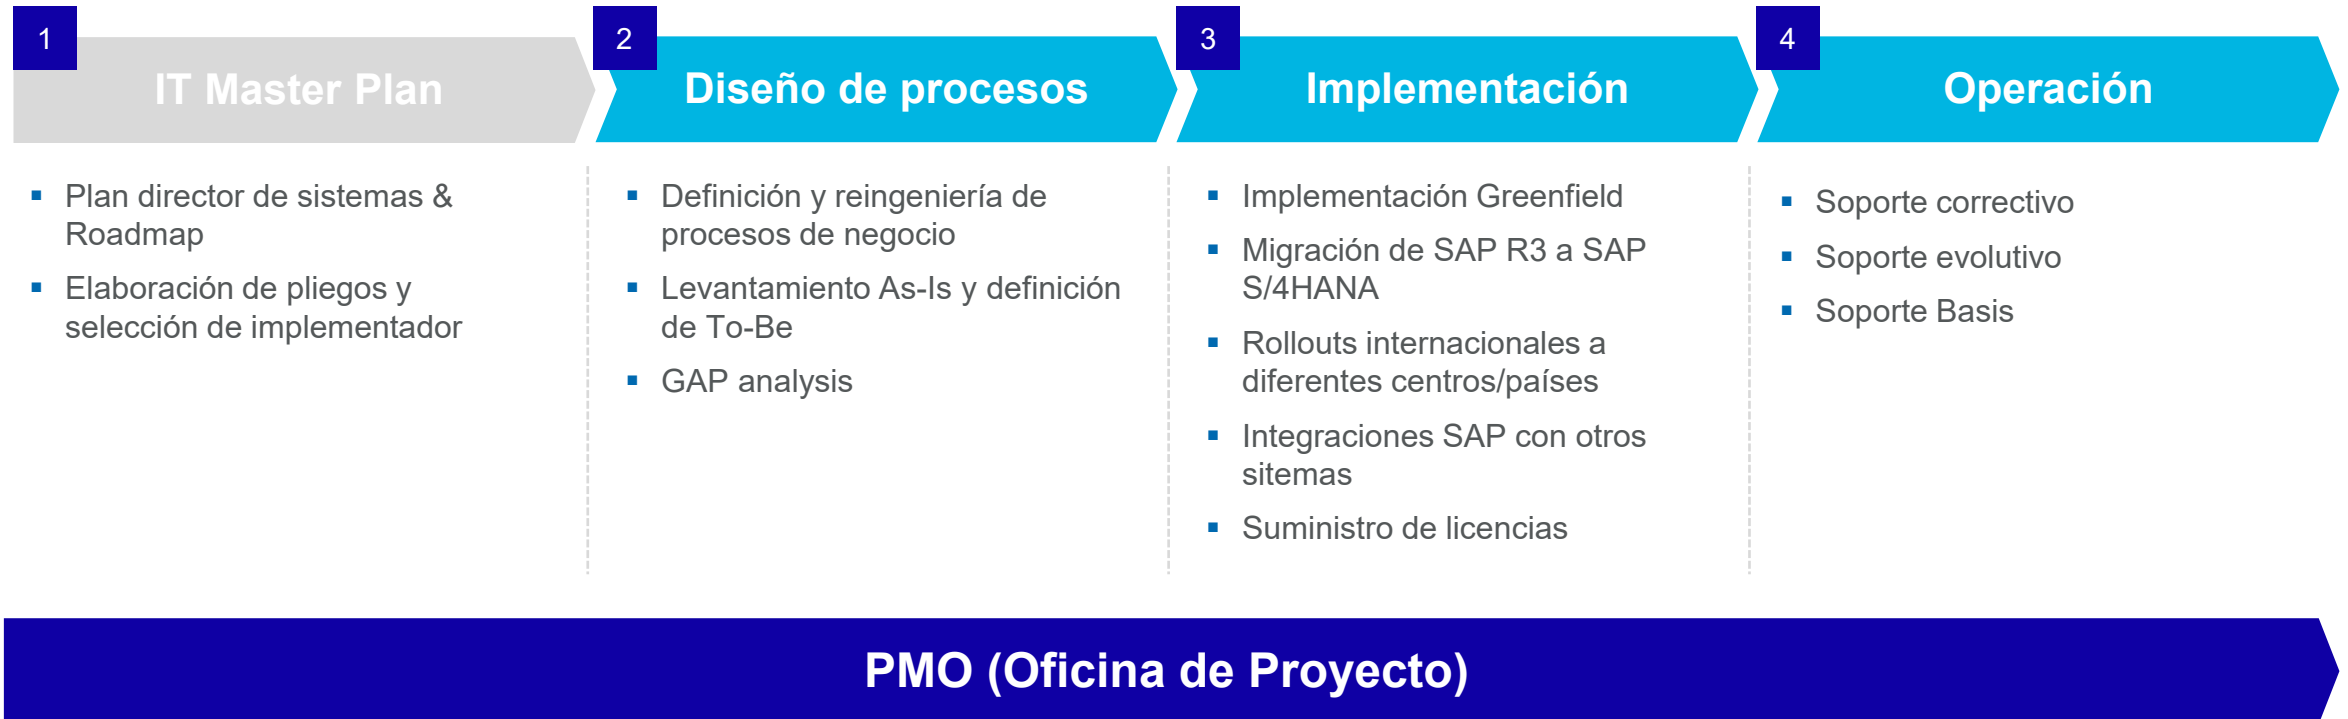 1
IT Master Plan
Plan director de sistemas &
Roadmap
Elaboración de pliegos y
selección de implementador
2
Diseño de procesos
Definición y reingeniería de
procesos de negocio
Levantamiento As-Is y definición
de To-Be
GAP analysis
3
Implementación
Implementación Greenfield
Migración de SAP R3 a SAP
S/4HANA
Rollouts internacionales a
diferentes centros/países
Integraciones SAP con otros
sitemas
Suministro de licencias
4
Operación
Soporte correctivo
Soporte evolutivo
Soporte Basis
PMO (Oficina de Proyecto)